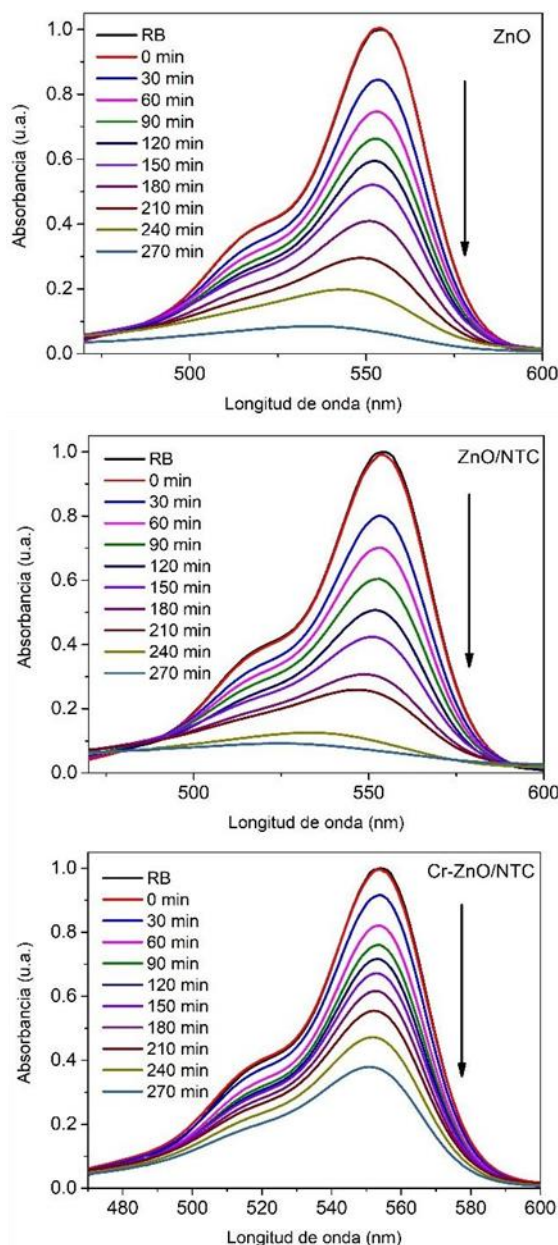 ZnO
RB
0 min
30 min
60 min
90 min
120 min
150 min
180 min
210 min
240 min
270 min
Absorbancia (u.a.)
1.0
0.8
0.6
0.4
0.2
0.0
500 550 600
Longitud de onda (nm)
ZnO/NTC
RB
0 min
30 min
60 min
90 min
120 min
150 min
180 min
210 min
240 min
270 min
Absorbancia (u.a.)
1.0
0.8
0.6
0.4
0.2
0.0
500 550 600
Longitud de onda (nm)
Cr-ZnO/NTC
RB
0 min
30 min
60 min
90 min
120 min
150 min
180 min
210 min
240 min
270 min
Absorbancia (u.a.)
1.0
0.8
0.6
0.4
0.2
0.0
480 500 520 540 560 580 600
Longitud de onda (nm)